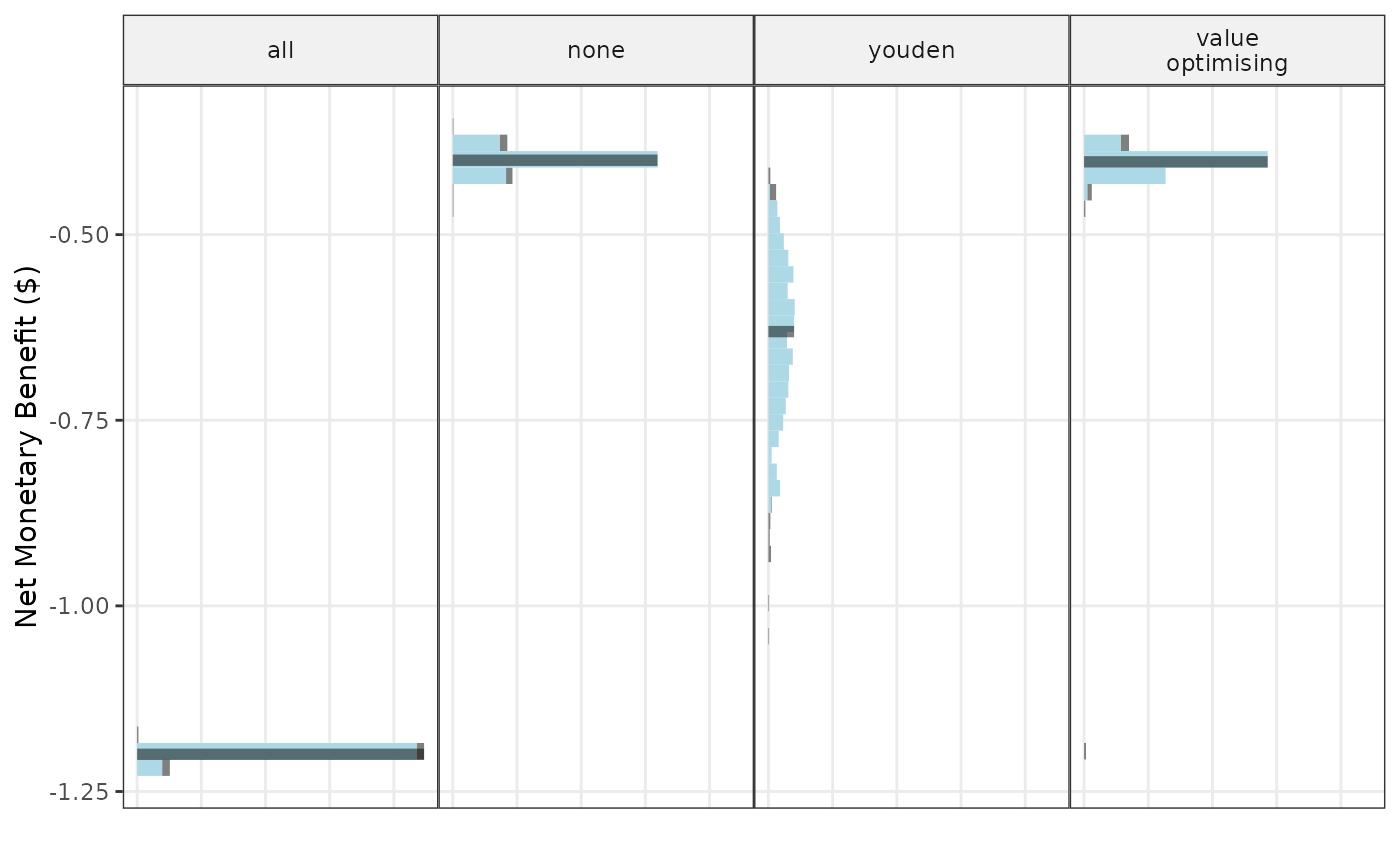 all
none
youden
value
optimising
Net Monetary Benefit ($)
-0.50
-0.75
-1.00
-1.25